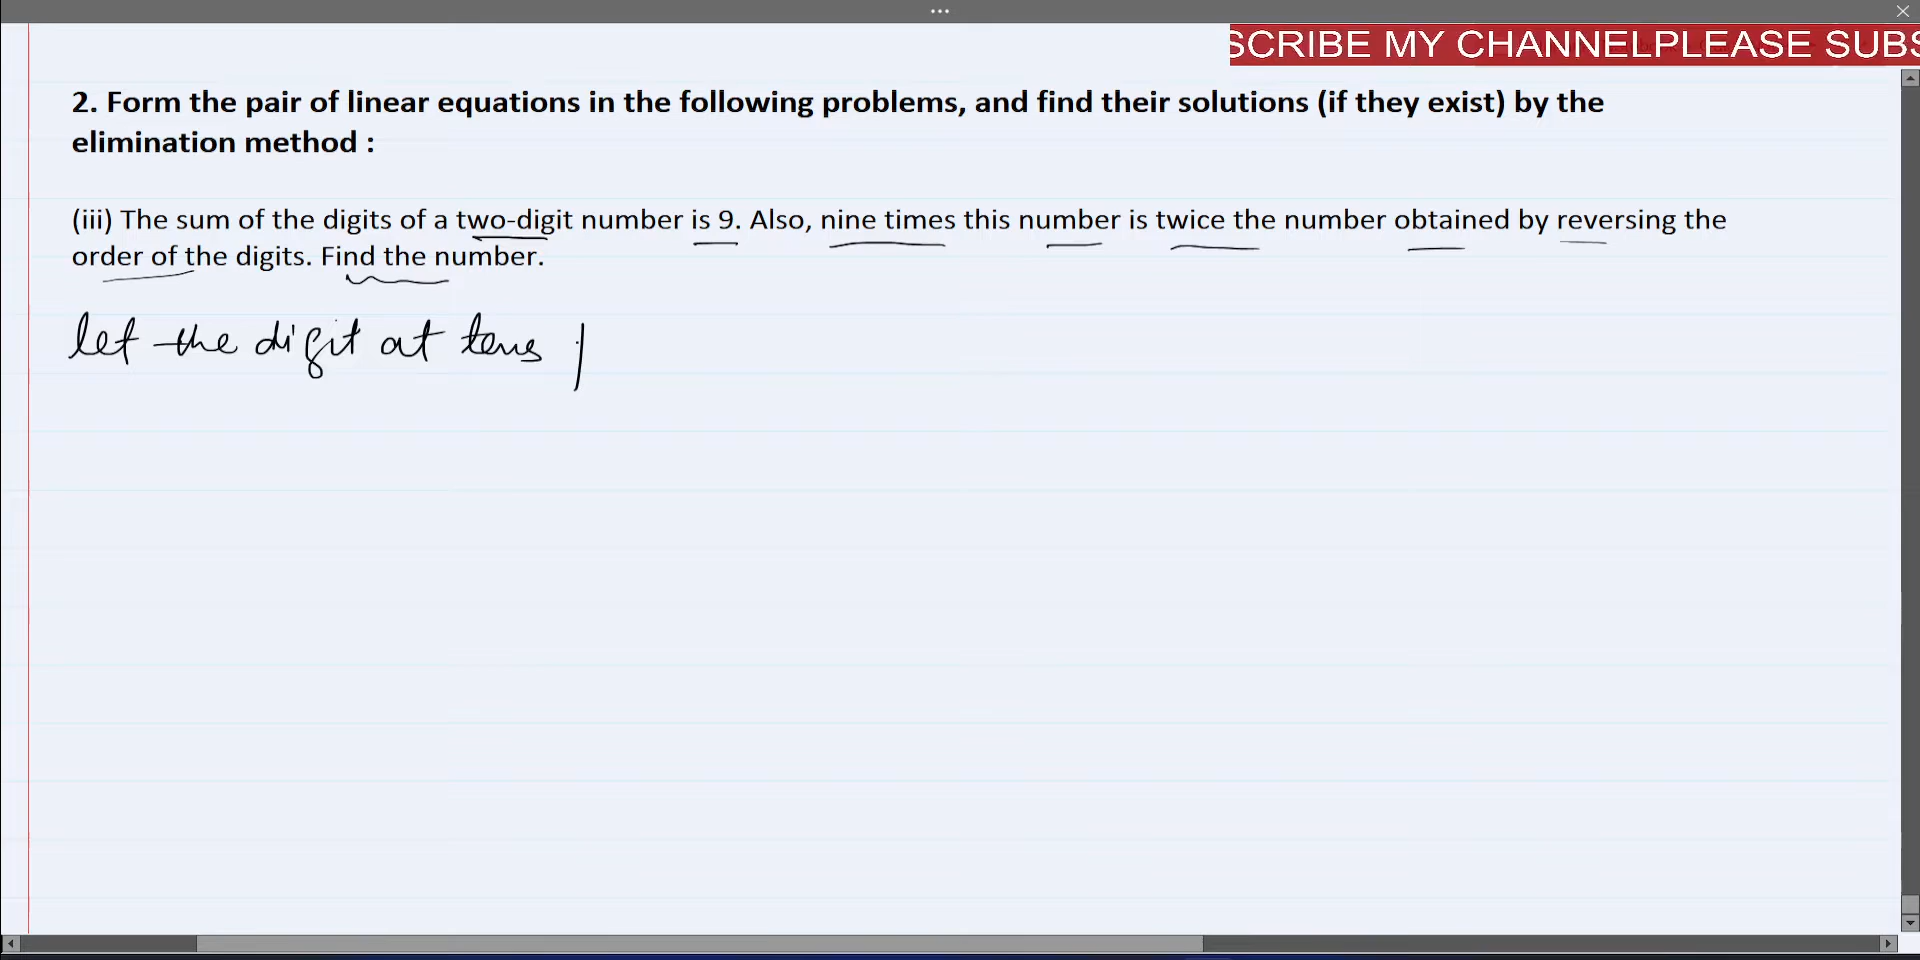 SCRIBE MY CHANNELPLEASE SUBS
2. Form the pair of linear equations in the following problems, and find their solutions (if they exist) by the
elimination method :
(iii) The sum of the digits of a two-digit number is 9. Also, nine times this number is twice the number obtained by reversing the
order of the digits. Find the number.
let the digit at tens